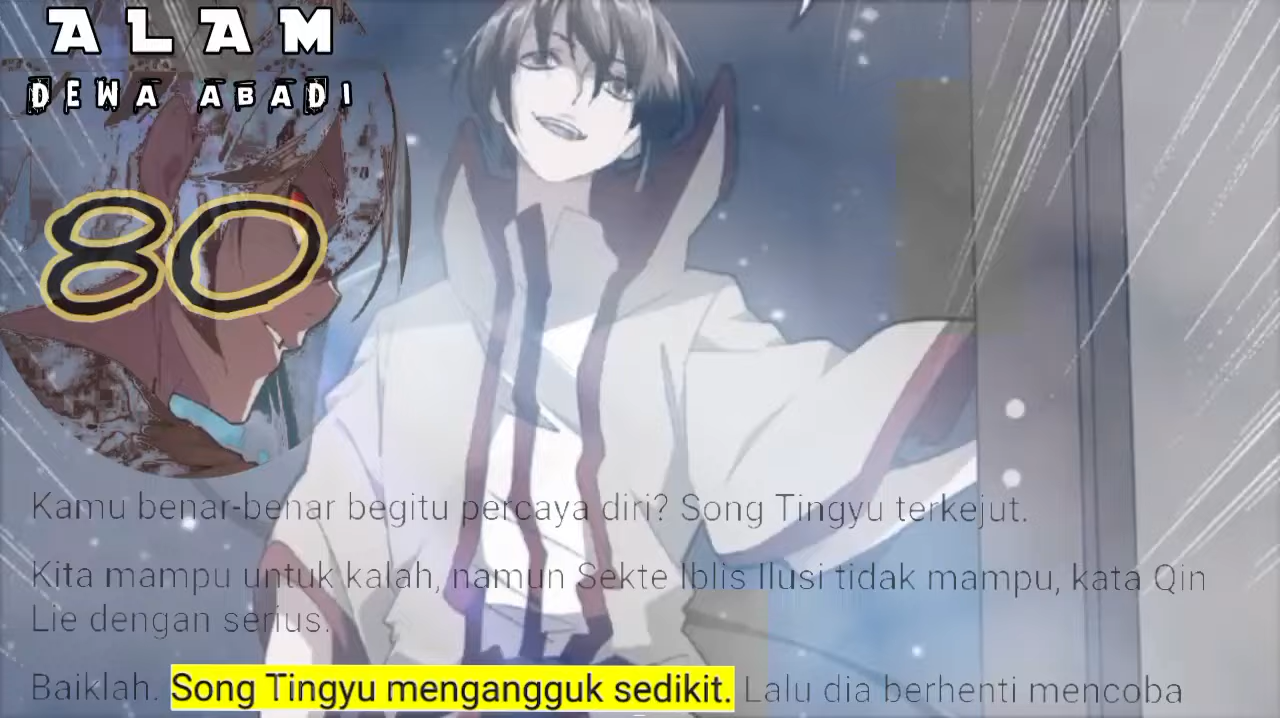 ALAM
DEWA ABADI
80
Kamu benar-benar begitu percaya diri? Song Tingyu terkejut.
Kita mampu untuk kalah, namun Sekte Iblis Ilusi tidak mampu, kata Qin
Lie dengan serius.
Baiklah. Song Tingyu mengangguk sedikit. Lalu dia berhenti mencoba